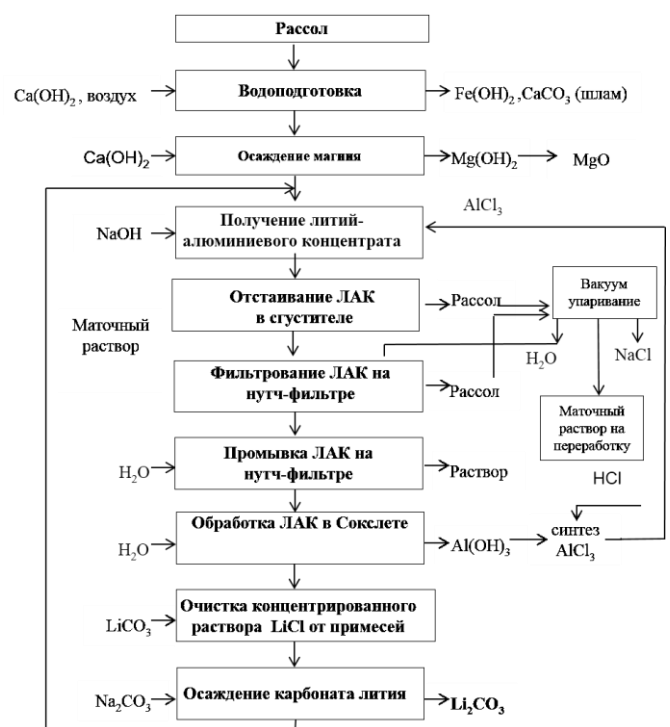 Рассол
Ca(OH)₂ , воздух
Водоподготовка
Fe(OH)₂ ,CaCO₃ (шлам)
Ca(OH)₂
Осаждение магния
Mg(OH)₂
MgO
AlCl₃
NaOH
Получение литий-
алюминиевого концентрата
Отстаивание ЛАК
в сгустителе
Рассол
Вакуум
упаривание
Маточный
раствор
H₂O
NaCl
Фильтрование ЛАК на
нутч-фильтре
Рассол
Маточный
раствор на
переработку
H₂O
Промывка ЛАК на
нутч-фильтре
Раствор
HCl
H₂O
Обработка ЛАК в Сокслете
Al(OH)₃
синтез
AlCl₃
LiCO₃
Очистка концентрированного
раствора LiCl от примесей
Na₂CO₃
Осаждение карбоната лития
Li₂CO₃